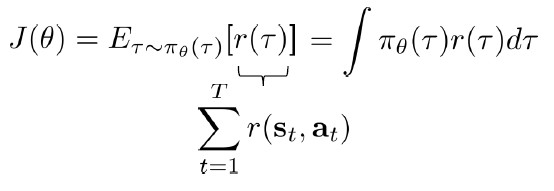 J(θ) = E_{τ∼π_θ(τ)}[r(τ)] = ∫ π_θ(τ)r(τ)dτ
∑_{t=1}^{T} r(𝐬_t, 𝐚_t)